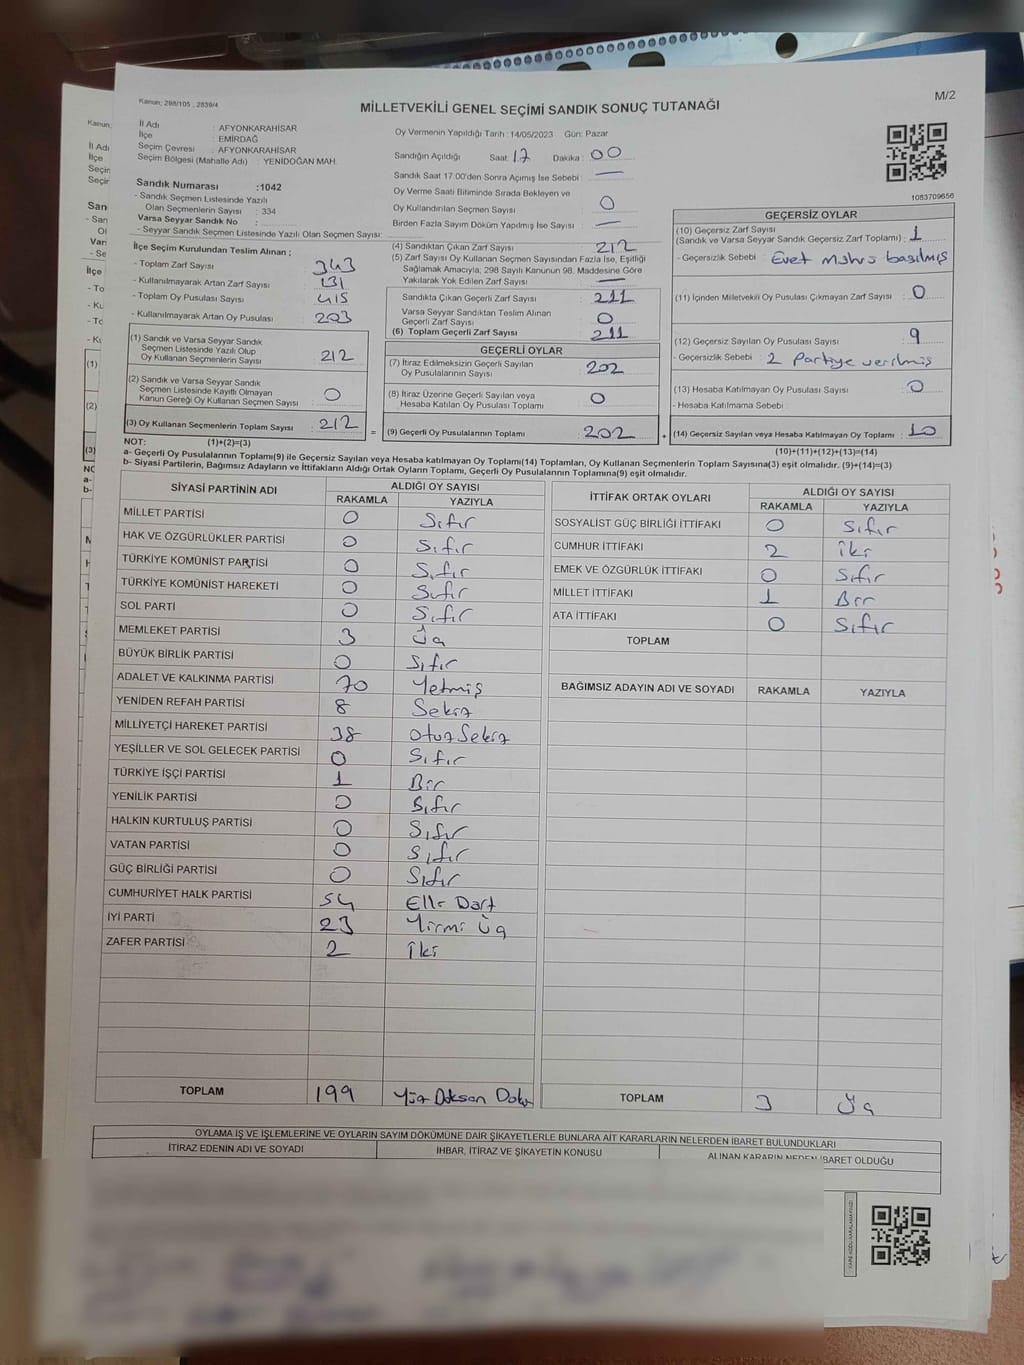 Kanun; 298/105 , 2839/4
MİLLETVEKİLİ GENEL SEÇİMİ SANDIK SONUÇ TUTANAĞI
M/2
İl Adı : AFYONKARAHİSAR
İlçe : EMİRDAĞ
Seçim Çevresi : AFYONKARAHİSAR
Seçim Bölgesi (Mahalle Adı) : YENİDOĞAN MAH.
Sandık Numarası :1042
- Sandık Seçmen Listesinde Yazılı
Olan Seçmenlerin Sayısı : 334
Varsa Seyyar Sandık No :
- Seyyar Sandık Seçmen Listesinde Yazılı Olan Seçmen Sayısı:
Oy Vermenin Yapıldığı Tarih : 14/05/2023 Gün: Pazar
Sandığın Açıldığı Saat: 17 Dakika : 00
Sandık Saat 17.00'den Sonra Açımış İse Sebebi : —
Oy Verme Saati Bitiminde Sırada Bekleyen ve
Oy Kullandırılan Seçmen Sayısı : 0
Birden Fazla Sayım Döküm Yapılmış İse Sayısı : —
1083709656
İlçe Seçim Kurulundan Teslim Alınan ;
- Toplam Zarf Sayısı : 343
- Kullanılmayarak Artan Zarf Sayısı : 131
- Toplam Oy Pusulası Sayısı : 415
- Kullanılmayarak Artan Oy Pusulası : 203
(1) Sandık ve Varsa Seyyar Sandık
Seçmen Listesinde Yazılı Olup
Oy Kullanan Seçmenlerin Sayısı : 212
(2) Sandık ve Varsa Seyyar Sandık
Seçmen Listesinde Kayıtlı Olmayan
Kanun Gereği Oy Kullanan Seçmen Sayısı : 0
(3) Oy Kullanan Seçmenlerin Toplam Sayısı : 212
(4) Sandıktan Çıkan Zarf Sayısı : 212
(5) Zarf Sayısı Oy Kullanan Seçmen Sayısından Fazla İse, Eşitliği
Sağlamak Amacıyla, 298 Sayılı Kanunun 98. Maddesine Göre
Yakılarak Yok Edilen Zarf Sayısı : —
Sandıkta Çıkan Geçerli Zarf Sayısı : 211
Varsa Seyyar Sandıktan Teslim Alınan
Geçerli Zarf Sayısı : 0
(6) Toplam Geçerli Zarf Sayısı : 211
GEÇERLİ OYLAR
(7) İtiraz Edilmeksizin Geçerli Sayılan
Oy Pusulalarının Sayısı : 202
(8) İtiraz Üzerine Geçerli Sayılan veya
Hesaba Katılan Oy Pusulası Toplamı : 0
= (9) Geçerli Oy Pusulalarının Toplamı : 202
GEÇERSİZ OYLAR
(10) Geçersiz Zarf Sayısı
(Sandık ve Varsa Seyyar Sandık Geçersiz Zarf Toplamı) : 1
- Geçersizlik Sebebi : Evet Mührü basılmış
(11) İçinden Milletvekili Oy Pusulası Çıkmayan Zarf Sayısı : 0
(12) Geçersiz Sayılan Oy Pusulası Sayısı : 9
- Geçersizlik Sebebi : 2 Partiye verilmiş
(13) Hesaba Katılmayan Oy Pusulası Sayısı : 0
- Hesaba Katılmama Sebebi :
+ (14) Geçersiz Sayılan veya Hesaba Katılmayan Oy Toplamı : 10
NOT: (1)+(2)=(3) (10)+(11)+(12)+(13)=(14)
a- Geçerli Oy Pusulalarının Toplamı(9) ile Geçersiz Sayılan veya Hesaba katılmayan Oy Toplamı(14) Toplamları, Oy Kullanan Seçmenlerin Toplam Sayısına(3) eşit olmalıdır. (9)+(14)=(3)
b- Siyasi Partilerin, Bağımsız Adayların ve İttifakların Aldığı Ortak Oyların Toplamı, Geçerli Oy Pusulalarının Toplamına(9) eşit olmalıdır.
SİYASİ PARTİNİN ADI ALDIĞI OY SAYISI
RAKAMLA YAZIYLA
MİLLET PARTİSİ 0 Sıfır
HAK VE ÖZGÜRLÜKLER PARTİSİ 0 Sıfır
TÜRKİYE KOMÜNİST PARTİSİ 0 Sıfır
TÜRKİYE KOMÜNİST HAREKETİ 0 Sıfır
SOL PARTİ 0 Sıfır
MEMLEKET PARTİSİ 3 Üç
BÜYÜK BİRLİK PARTİSİ 0 Sıfır
ADALET VE KALKINMA PARTİSİ 70 Yetmiş
YENİDEN REFAH PARTİSİ 8 Sekiz
MİLLİYETÇİ HAREKET PARTİSİ 38 Otuz Sekiz
YEŞİLLER VE SOL GELECEK PARTİSİ 0 Sıfır
TÜRKİYE İŞÇİ PARTİSİ 1 Bir
YENİLİK PARTİSİ 0 Sıfır
HALKIN KURTULUŞ PARTİSİ 0 Sıfır
VATAN PARTİSİ 0 Sıfır
GÜÇ BİRLİĞİ PARTİSİ 0 Sıfır
CUMHURİYET HALK PARTİSİ 54 Elli Dört
İYİ PARTİ 23 Yirmi Üç
ZAFER PARTİSİ 2 İki
TOPLAM 199 Yüz Doksan Dokuz
İTTİFAK ORTAK OYLARI ALDIĞI OY SAYISI
RAKAMLA YAZIYLA
SOSYALİST GÜÇ BİRLİĞİ İTTİFAKI 0 Sıfır
CUMHUR İTTİFAKI 2 İki
EMEK VE ÖZGÜRLÜK İTTİFAKI 0 Sıfır
MİLLET İTTİFAKI 1 Bir
ATA İTTİFAKI 0 Sıfır
TOPLAM
BAĞIMSIZ ADAYIN ADI VE SOYADI RAKAMLA YAZIYLA
TOPLAM 3 Üç
OYLAMA İŞ VE İŞLEMLERİNE VE OYLARIN SAYIM DÖKÜMÜNE DAİR ŞİKAYETLERLE BUNLARA AİT KARARLARIN NELERDEN İBARET BULUNDUKLARI
İTİRAZ EDENİN ADI VE SOYADI İHBAR, İTİRAZ VE ŞİKAYETİN KONUSU ALINAN KARARIN NEDEN İBARET OLDUĞU